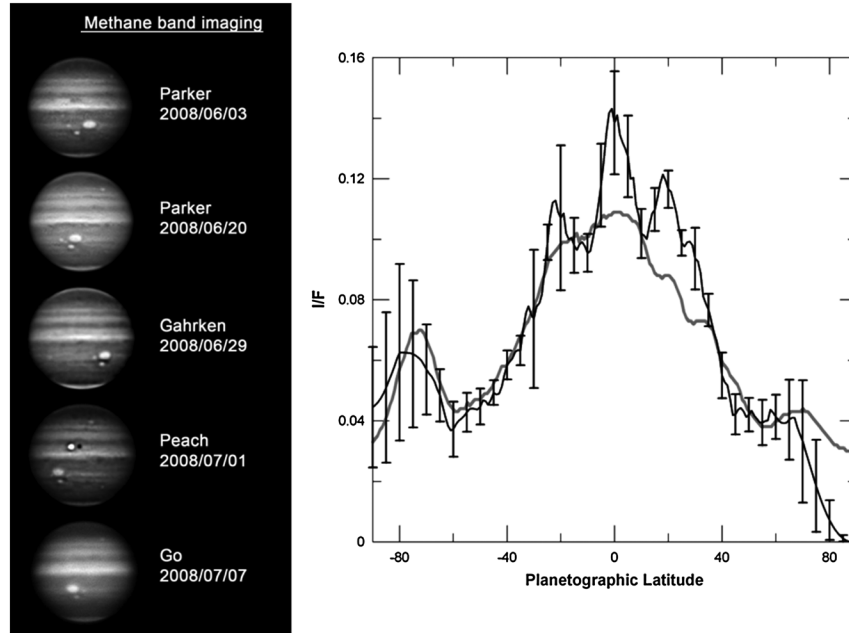 Methane band imaging
Parker
2008/06/03
Parker
2008/06/20
Gahrken
2008/06/29
Peach
2008/07/01
Go
2008/07/07
0.16
0.12
0.08
0.04
0
I/F
-80 -40 0 40 80
Planetographic Latitude